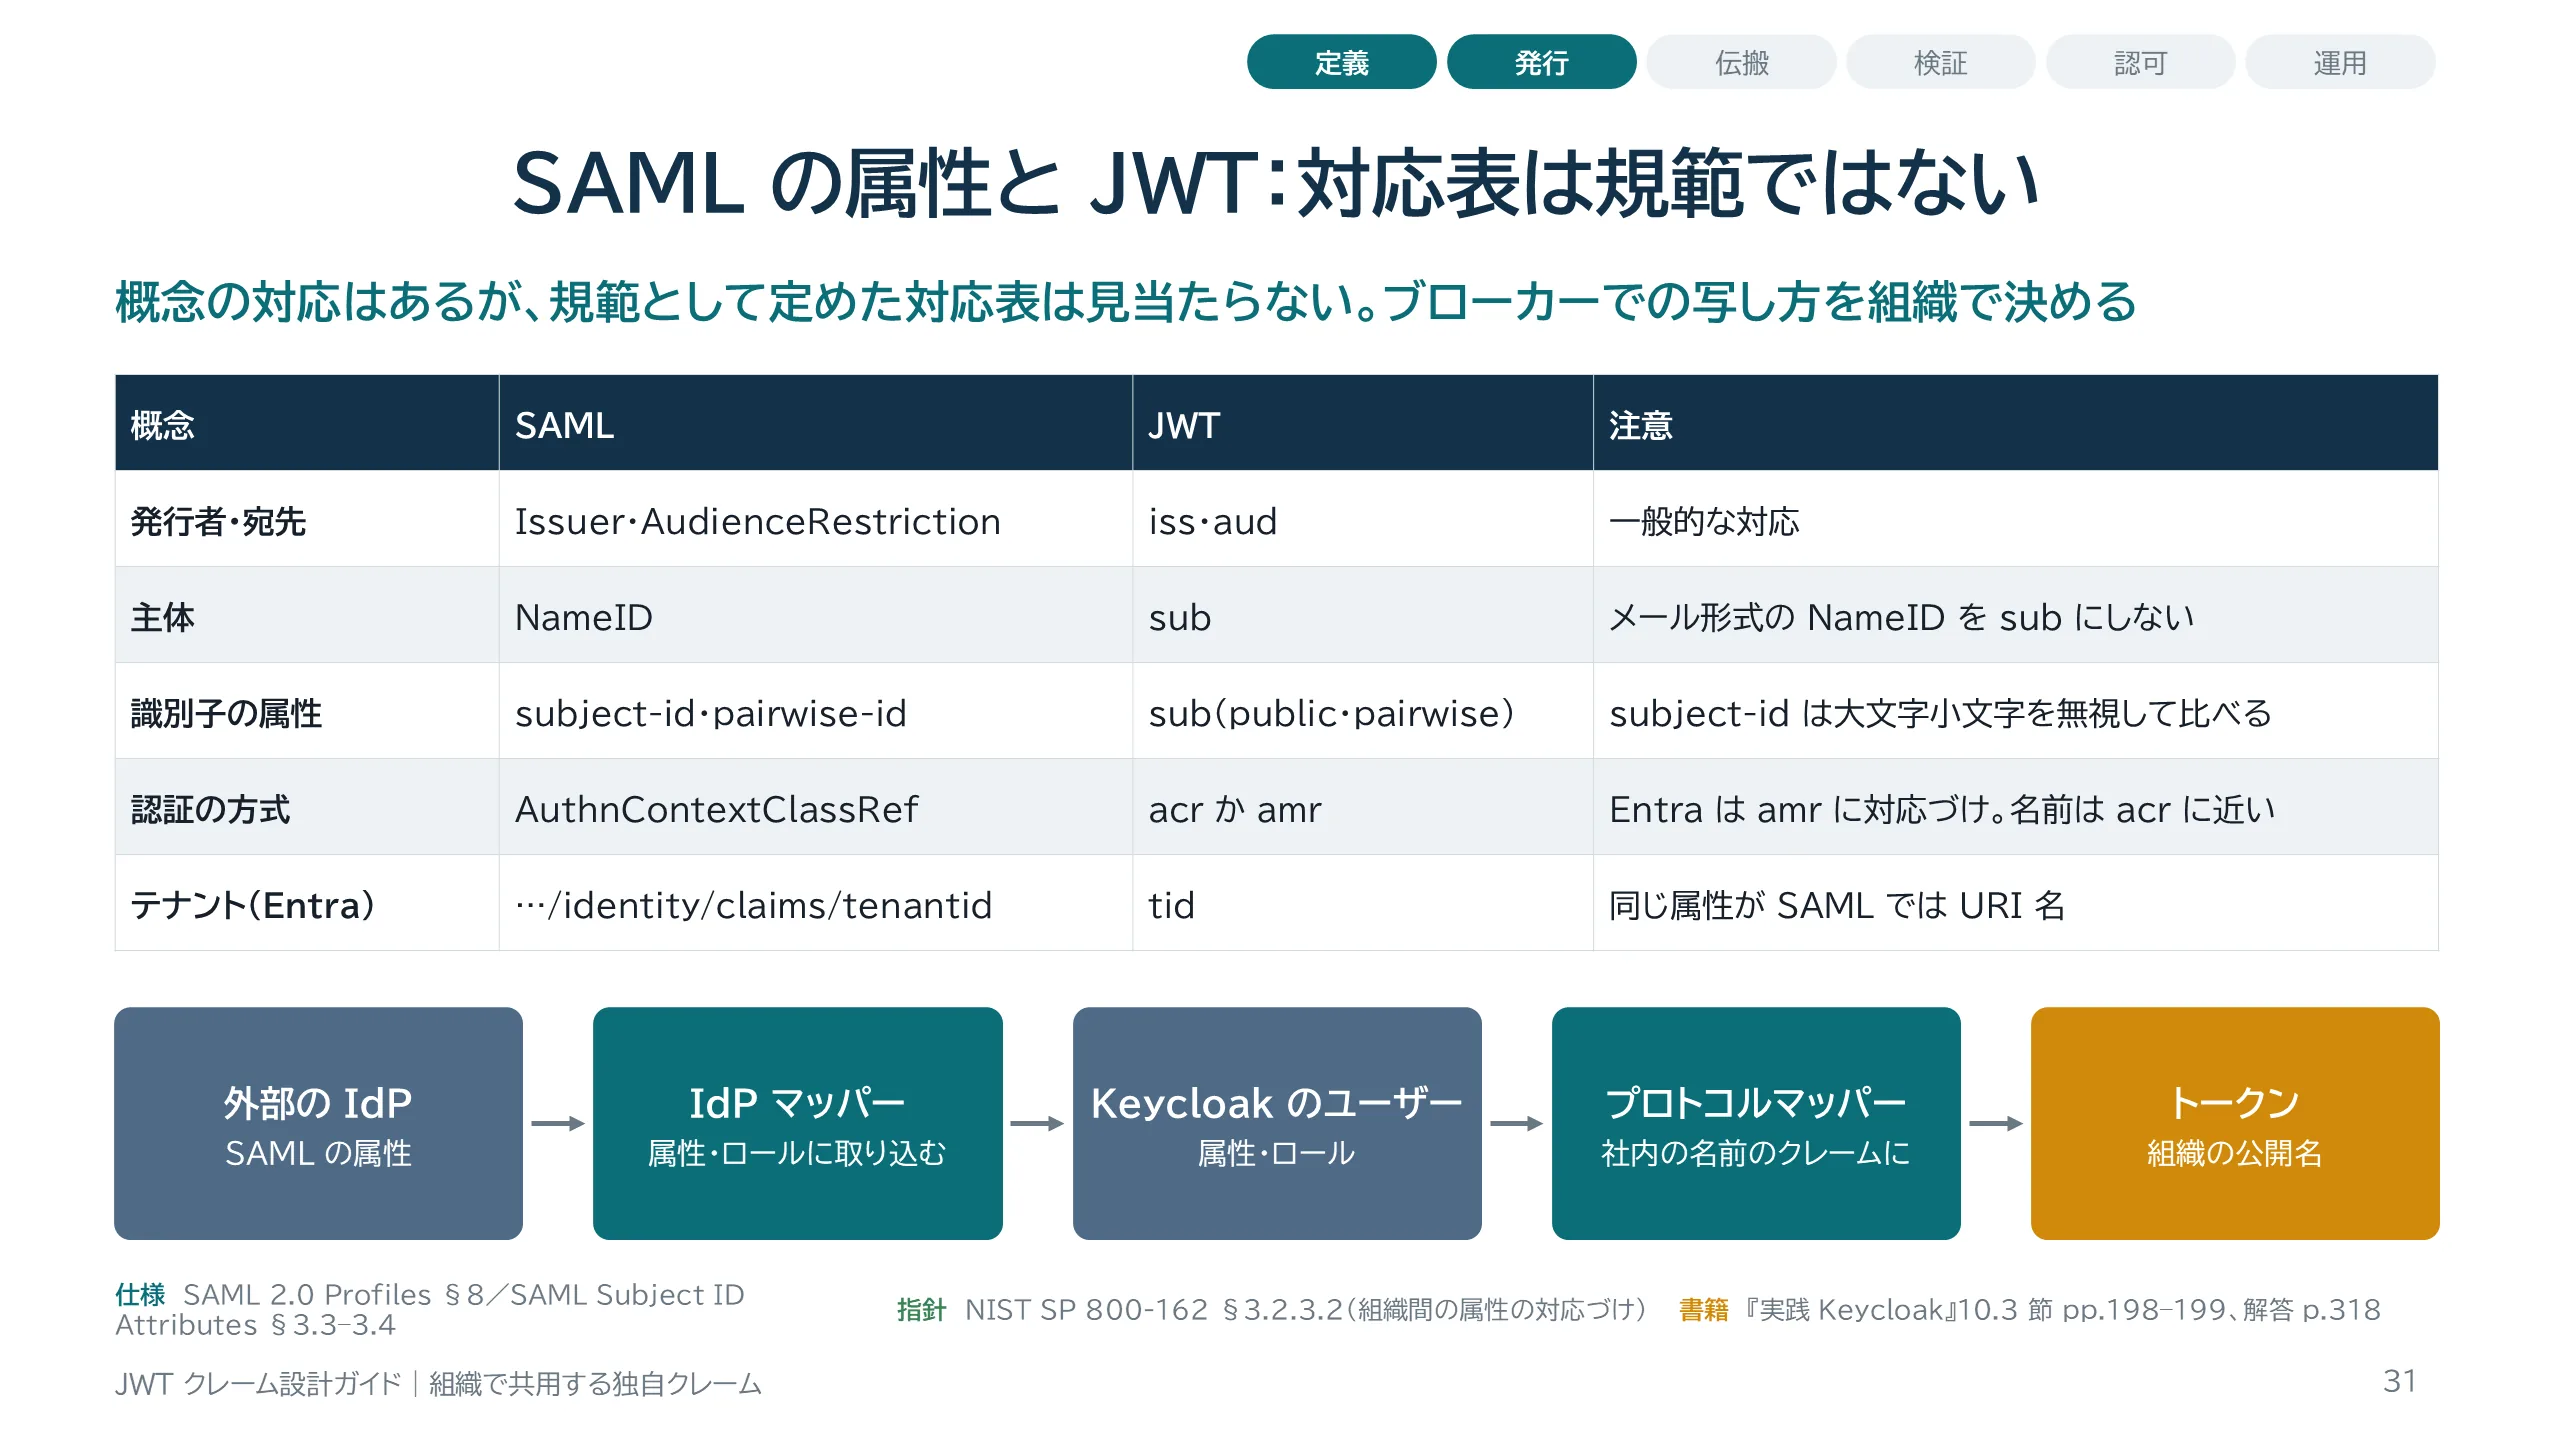 定義 発行 伝搬 検証 認可 運用
SAML の属性と JWT：対応表は規範ではない
概念の対応はあるが、規範として定めた対応表は見当たらない。ブローカーでの写し方を組織で決める
概念 SAML JWT 注意
発行者・宛先 Issuer・AudienceRestriction iss・aud 一般的な対応
主体 NameID sub メール形式の NameID を sub にしない
識別子の属性 subject-id・pairwise-id sub（public・pairwise） subject-id は大文字小文字を無視して比べる
認証の方式 AuthnContextClassRef acr か amr Entra は amr に対応づけ。名前は acr に近い
テナント（Entra） …/identity/claims/tenantid tid 同じ属性が SAML では URI 名
外部の IdP
SAML の属性
IdP マッパー
属性・ロールに取り込む
Keycloak のユーザー
属性・ロール
プロトコルマッパー
社内の名前のクレームに
トークン
組織の公開名
仕様 SAML 2.0 Profiles §8／SAML Subject ID
Attributes §3.3–3.4
指針 NIST SP 800-162 §3.2.3.2（組織間の属性の対応づけ）
書籍 『実践 Keycloak』10.3 節 pp.198–199、解答 p.318
JWT クレーム設計ガイド｜組織で共用する独自クレーム
31